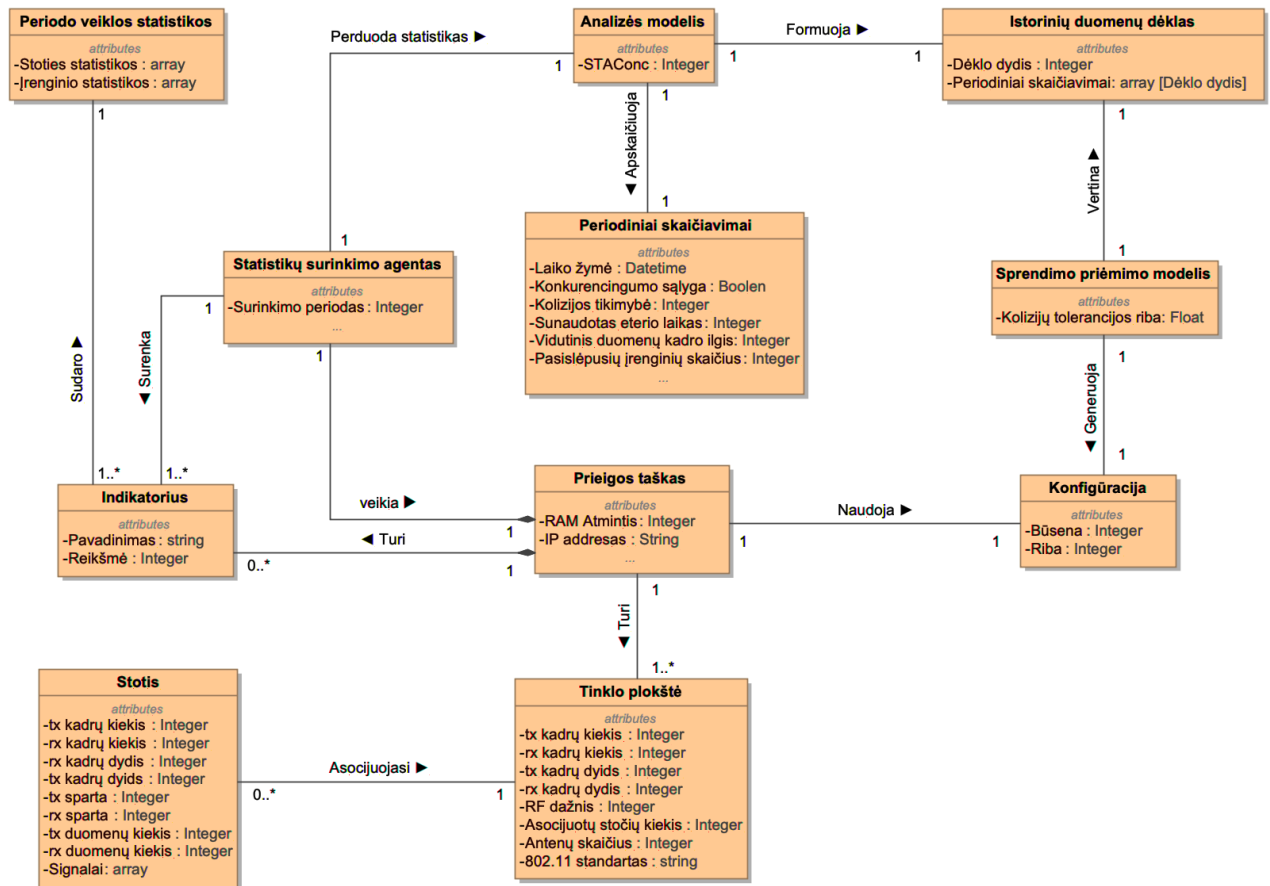 Periodo veiklos statistikos
attributes
-Stoties statistikos : array
-Įrenginio statistikos : array
1
Perduoda statistikas ►
1
Analizės modelis
attributes
-STAConc : Integer
1
Formuoja ►
1
Istorinių duomenų dėklas
attributes
-Dėklo dydis : Integer
-Periodiniai skaičiavimai: array [Dėklo dydis]
1
1
◄ Apskaičiuoja
1
Vertina ►
1
Periodiniai skaičiavimai
attributes
-Laiko žymė : Datetime
-Konkurencingumo sąlyga : Boolen
-Kolizijos tikimybė : Integer
-Sunaudotas eterio laikas : Integer
-Vidutinis duomenų kadro ilgis: Integer
-Pasislėpusių įrenginių skaičius : Integer
...
1
Statistikų surinkimo agentas
attributes
-Surinkimo periodas : Integer
...
1
1
Sprendimo priėmimo modelis
attributes
-Kolizijų tolerancijos riba: Float
1
Sudaro ►
◄ Surenka
◄ Generuoja
1..*
1..*
1
Indikatorius
attributes
-Pavadinimas : string
-Reikšmė : Integer
veikia ►
1
◄ Turi
0..*
1
Prieigos taškas
attributes
-RAM Atmintis : Integer
-IP addresas : String
...
Naudoja ►
1
1
Konfigūracija
attributes
-Būsena : Integer
-Riba : Integer
1
◄ Turi
1..*
Stotis
attributes
-tx kadrų kiekis : Integer
-rx kadrų kiekis : Integer
-rx kadrų dydis : Integer
-tx kadrų dyids : Integer
-tx sparta : Integer
-rx sparta : Integer
-tx duomenų kiekis : Integer
-rx duomenų kiekis : Integer
-Signalai: array
Asocijuojasi ►
0..*
1
Tinklo plokštė
attributes
-tx kadrų kiekis : Integer
-rx kadrų kiekis : Integer
-tx kadrų dyids : Integer
-rx kadrų dydis : Integer
-RF dažnis : Integer
-Asocijuotų stočių kiekis : Integer
-Antenų skaičius : Integer
-802.11 standartas : string